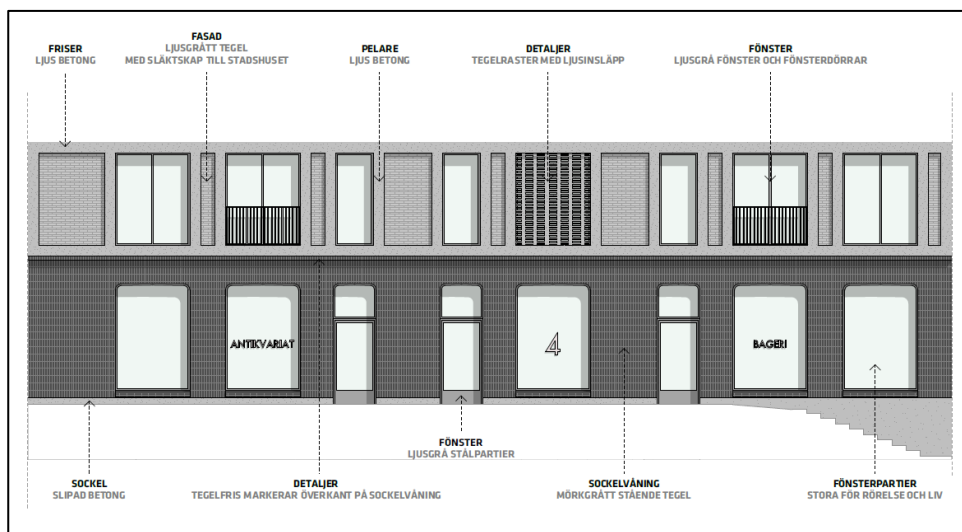 FRISER
LJUS BETONG
FASAD
LJUSGRÅTT TEGEL
MED SLÄKTSKAP TILL STADSHUSET
PELARE
LJUS BETONG
DETALJER
TEGELRASTER MED LJUSINSLÄPP
FÖNSTER
LJUSGRÅ FÖNSTER OCH FÖNSTERDÖRRAR
ANTIKVARIAT
4
BAGERI
FÖNSTER
LJUSGRÅ STÅLPARTIER
SOCKEL
SLIPAD BETONG
DETALJER
TEGELFRIS MARKERAR ÖVERKANT PÅ SOCKELVÅNING
SOCKELVÅNING
MÖRKGRÅTT STÅENDE TEGEL
FÖNSTERPARTIER
STORA FÖR RÖRELSE OCH LIV